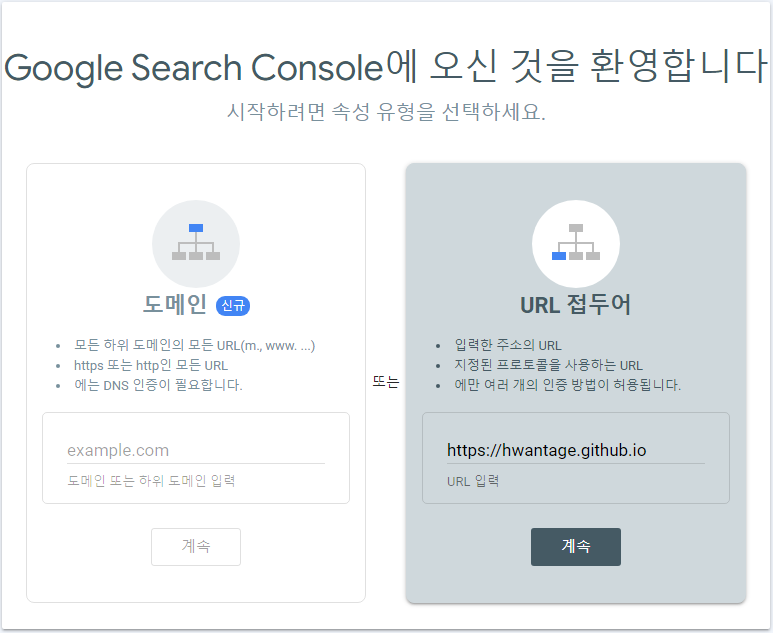 Google Search Console에 오신 것을 환영합니다
시작하려면 속성 유형을 선택하세요.
도메인 신규
• 모든 하위 도메인의 모든 URL(m., www. ...)
• https 또는 http인 모든 URL
• 에는 DNS 인증이 필요합니다.
example.com
도메인 또는 하위 도메인 입력
계속
또는
URL 접두어
• 입력한 주소의 URL
• 지정된 프로토콜을 사용하는 URL
• 에만 여러 개의 인증 방법이 허용됩니다.
https://hwantage.github.io
URL 입력
계속